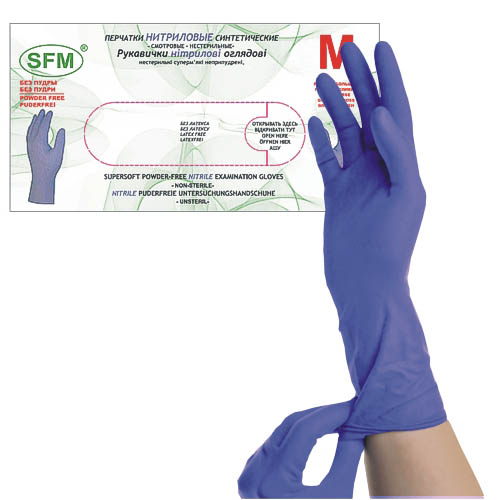 ПЕРЧАТКИ НИТРИЛОВЫЕ СИНТЕТИЧЕСКИЕ
- СМОТРОВЫЕ - НЕСТЕРИЛЬНЫЕ-
Рукавички нітрилові оглядові
нестерильні суперм'які неприпудрені,
SFM®
M
БЕЗ ПУДРЫ
БЕЗ ПУДРИ
POWDER FREE
PUDERFREI
БЕЗ ЛАТЕКСА
БЕЗ ЛАТЕКСУ
LATEX FREE
LATEXFREI
ОТКРЫВАТЬ ЗДЕСЬ
ВІДКРИВАТИ ТУТ
OPEN HERE
ÖFFNEN HIER
АШУ
SUPERSOFT POWDER-FREE NITRILE EXAMINATION GLOVES
- NON-STERILE-
NITRILE PUDERFREIE UNTERSUCHUNGSHANDSCHUHE
- UNSTERIL-